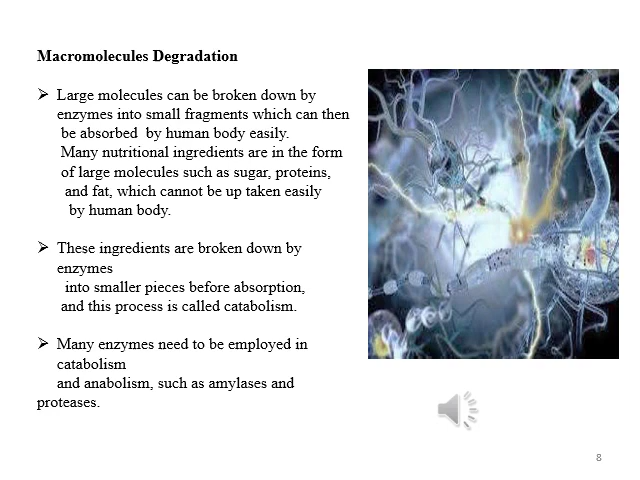 Macromolecules Degradation
➢ Large molecules can be broken down by
enzymes into small fragments which can then
be absorbed by human body easily.
Many nutritional ingredients are in the form
of large molecules such as sugar, proteins,
and fat, which cannot be up taken easily
by human body.
➢ These ingredients are broken down by
enzymes
into smaller pieces before absorption,
and this process is called catabolism.
➢ Many enzymes need to be employed in
catabolism
and anabolism, such as amylases and
proteases.
8